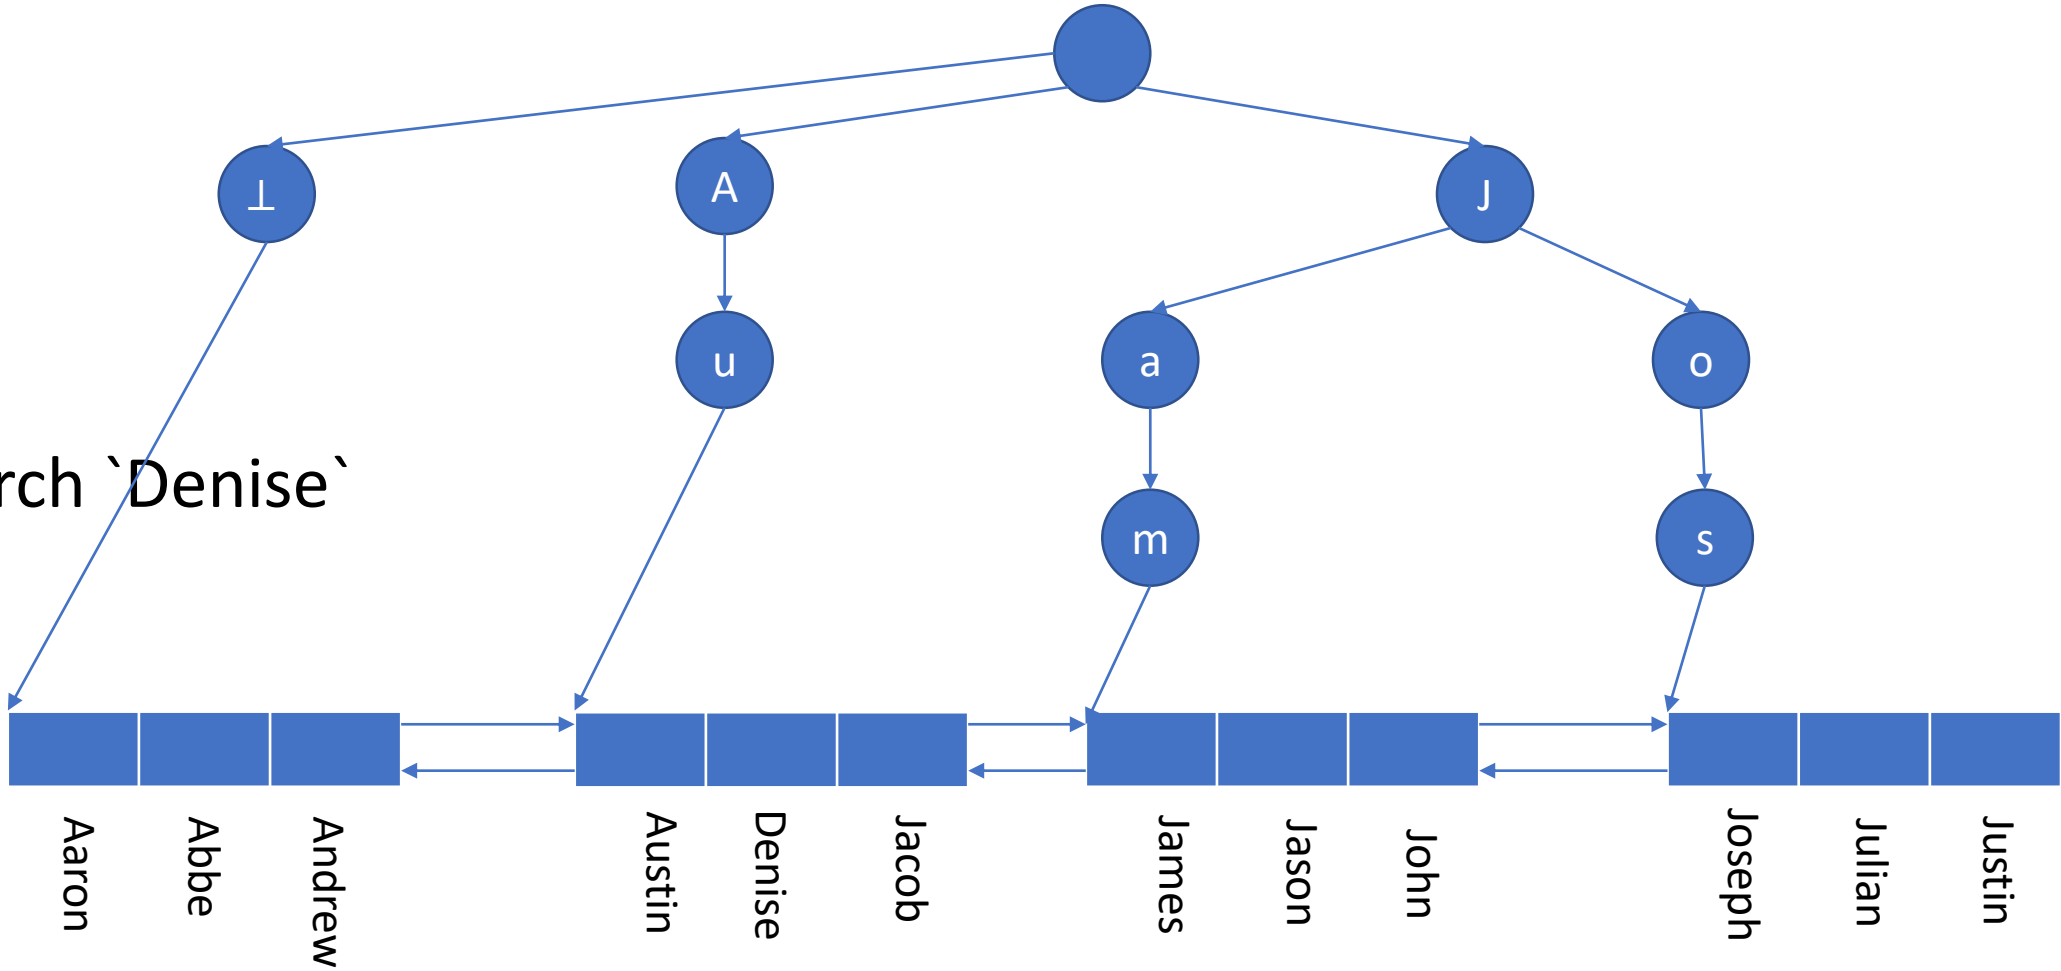 ⊥
A
J
u
a
o
rch `Denise`
m
s
Aaron
Abbe
Andrew
Austin
Denise
Jacob
James
Jason
John
Joseph
Julian
Justin